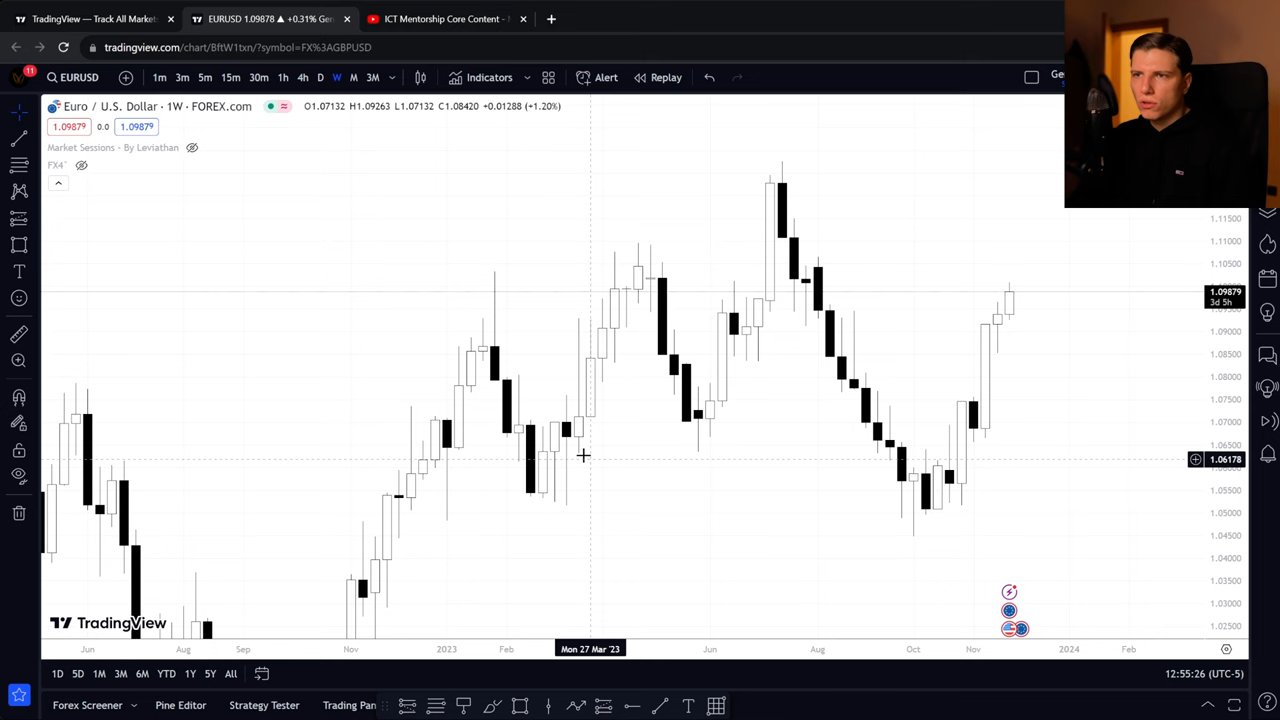 TradingView — Track All Market
EURUSD 1.09878 ▲ +0.31% Gen
ICT Mentorship Core Content -
tradingview.com/chart/BftW1txn/?symbol=FX%3AGBPUSD
11
EURUSD
1m 3m 5m 15m 30m 1h 4h D W M 3M
Indicators
Alert
Replay
Ge
Euro / U.S. Dollar · 1W · FOREX.com
O1.07132 H1.09263 L1.07132 C1.08420 +0.01288 (+1.20%)
1.09879 0.0 1.09879
Market Sessions - By Leviathan
FX4
1.11500
1.11000
1.10500
1.09879
3d 5h
1.09000
1.08500
1.08000
1.07500
1.07000
1.06500
1.06178
1.05500
1.05000
1.04500
1.04000
1.03500
1.03000
1.02500
TradingView
Jun Aug Sep Nov 2023 Feb Mon 27 Mar '23 Jun Aug Oct Nov 2024 Feb
1D 5D 1M 3M 6M YTD 1Y 5Y All
12:55:26 (UTC-5)
Forex Screener Pine Editor Strategy Tester Trading Pan